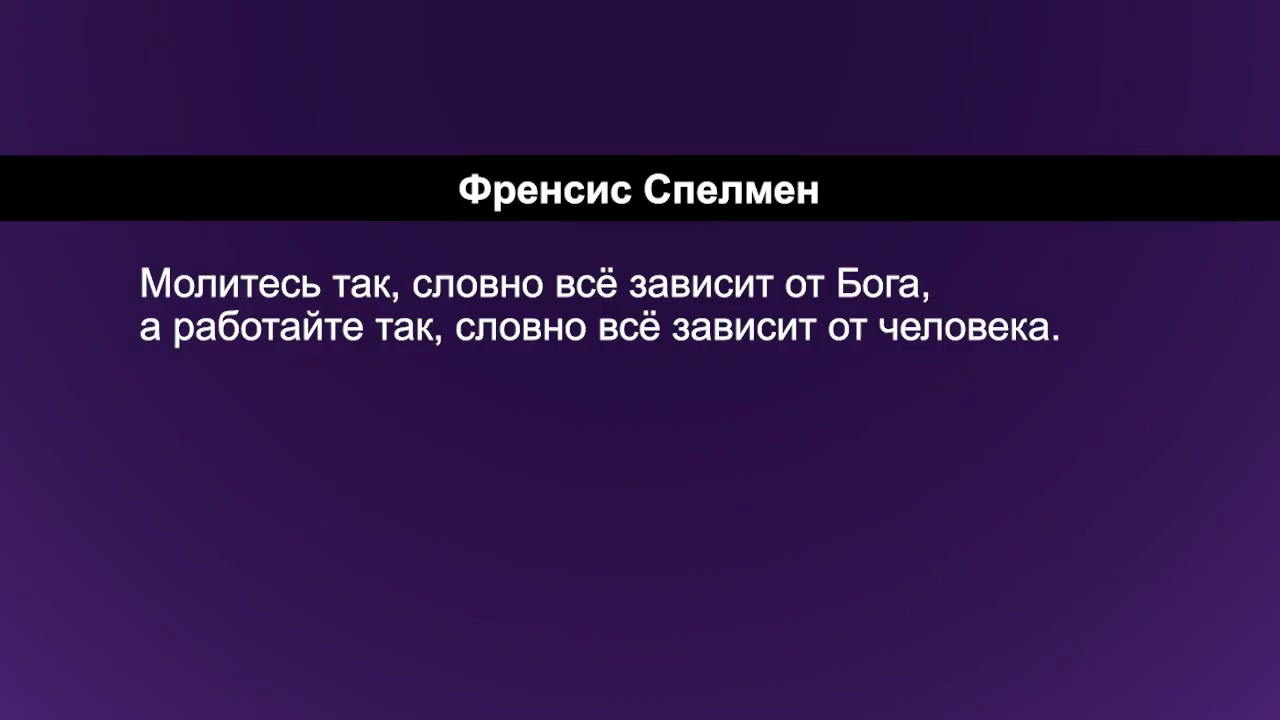 Френсис Спелмен
Молитесь так, словно всё зависит от Бога,
а работайте так, словно всё зависит от человека.